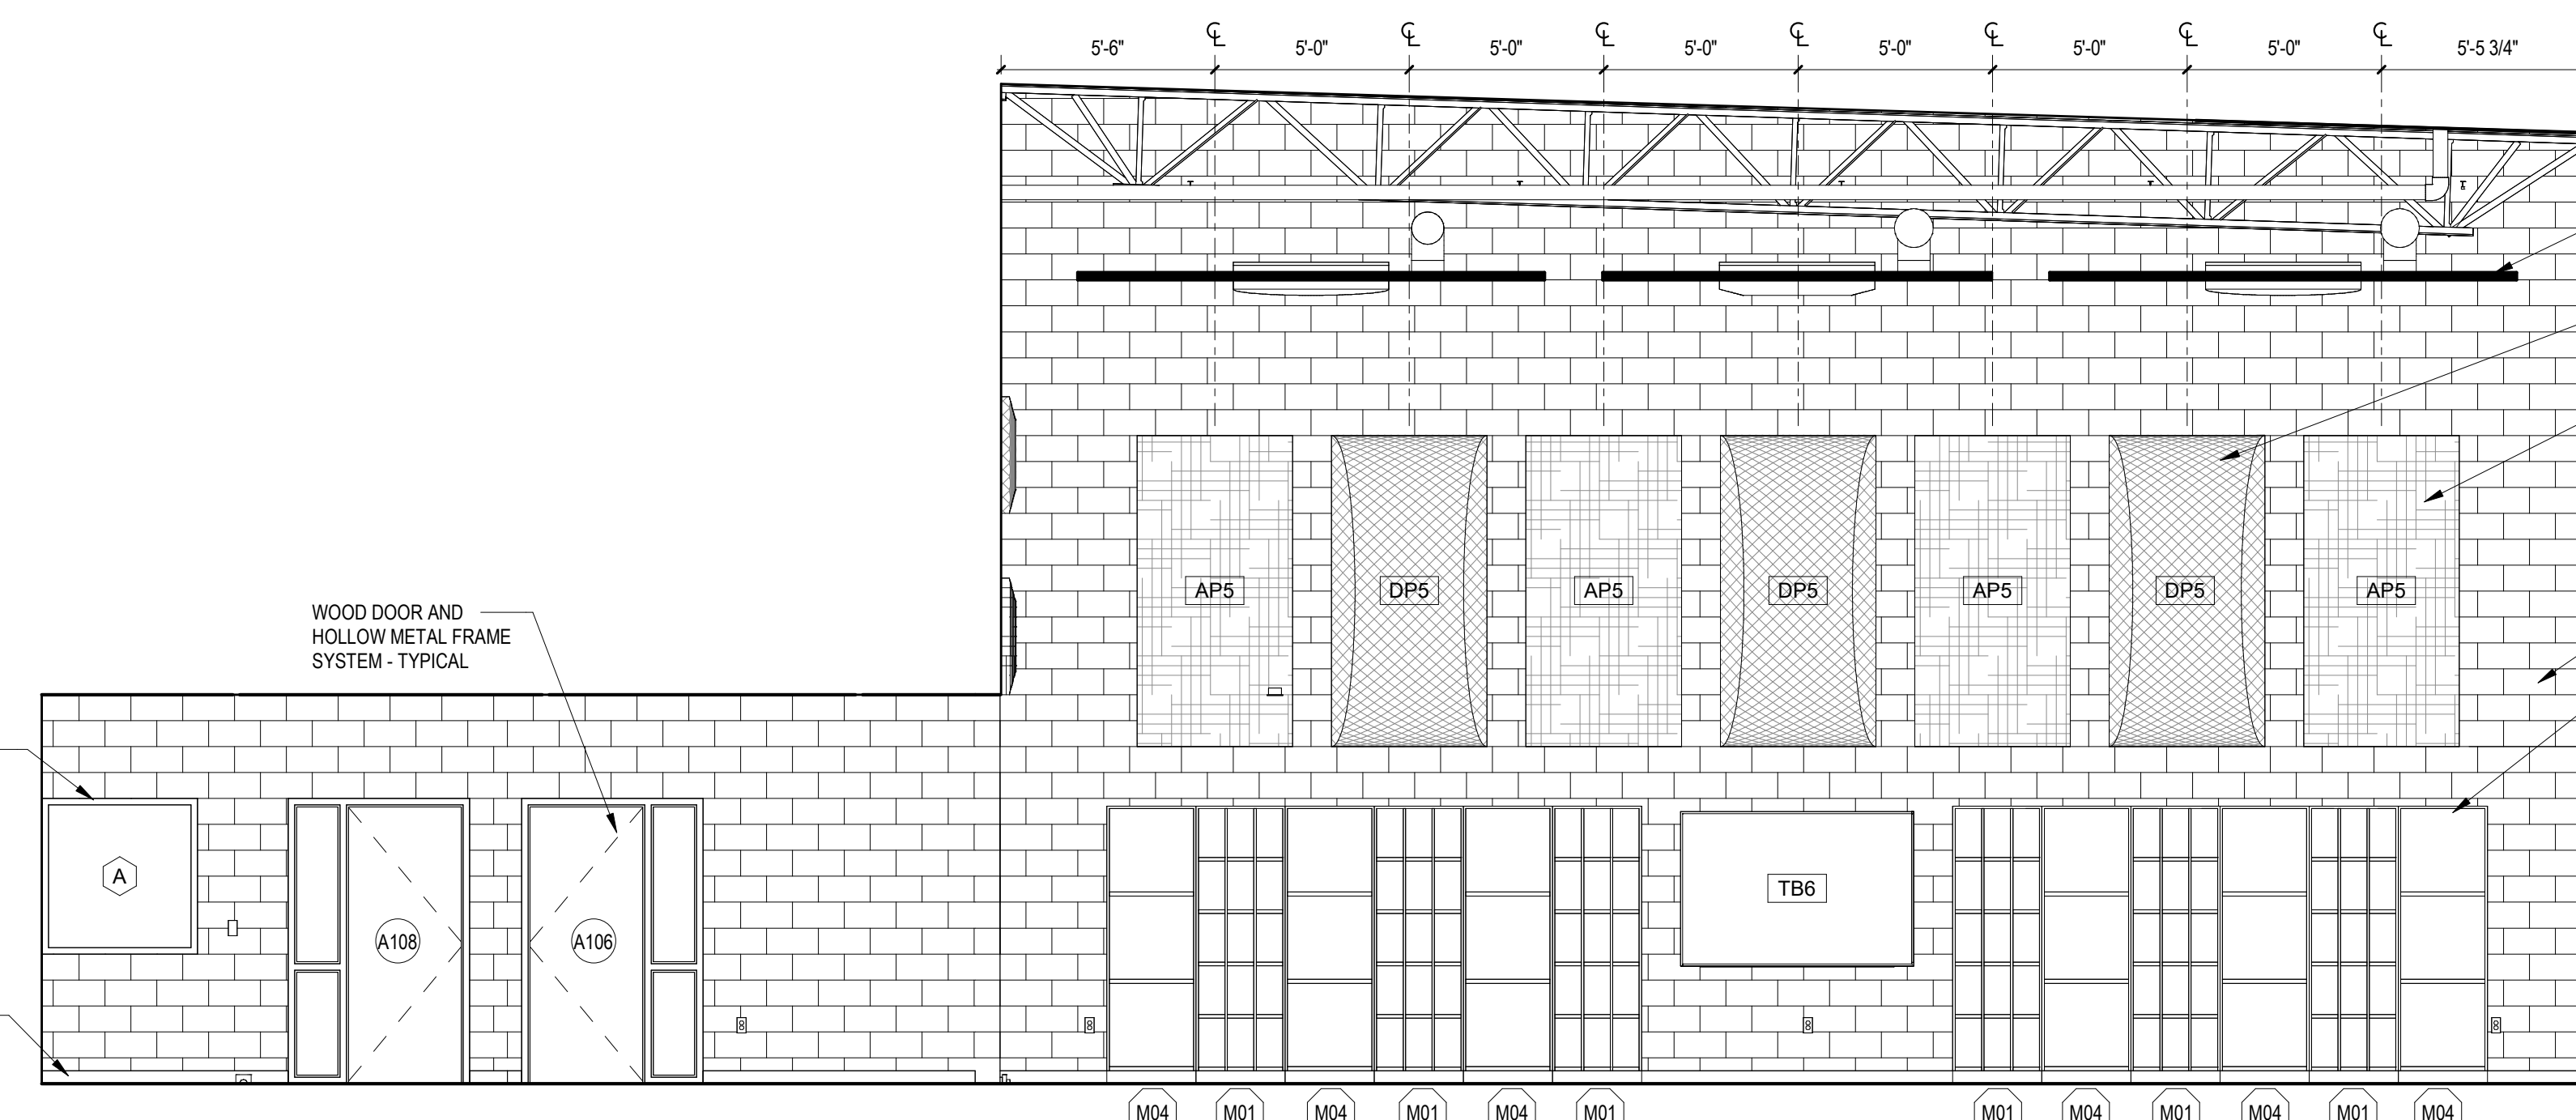 5'-6"
5'-0"
5'-0"
5'-0"
5'-0"
5'-0"
5'-0"
5'-5 3/4"
℄ ℄ ℄ ℄ ℄ ℄ ℄
AP5
DP5
AP5
DP5
AP5
DP5
AP5
WOOD DOOR AND
HOLLOW METAL FRAME
SYSTEM - TYPICAL
A
A108
A106
TB6
M04
M01
M04
M01
M04
M01
M01
M04
M01
M04
M01
M04